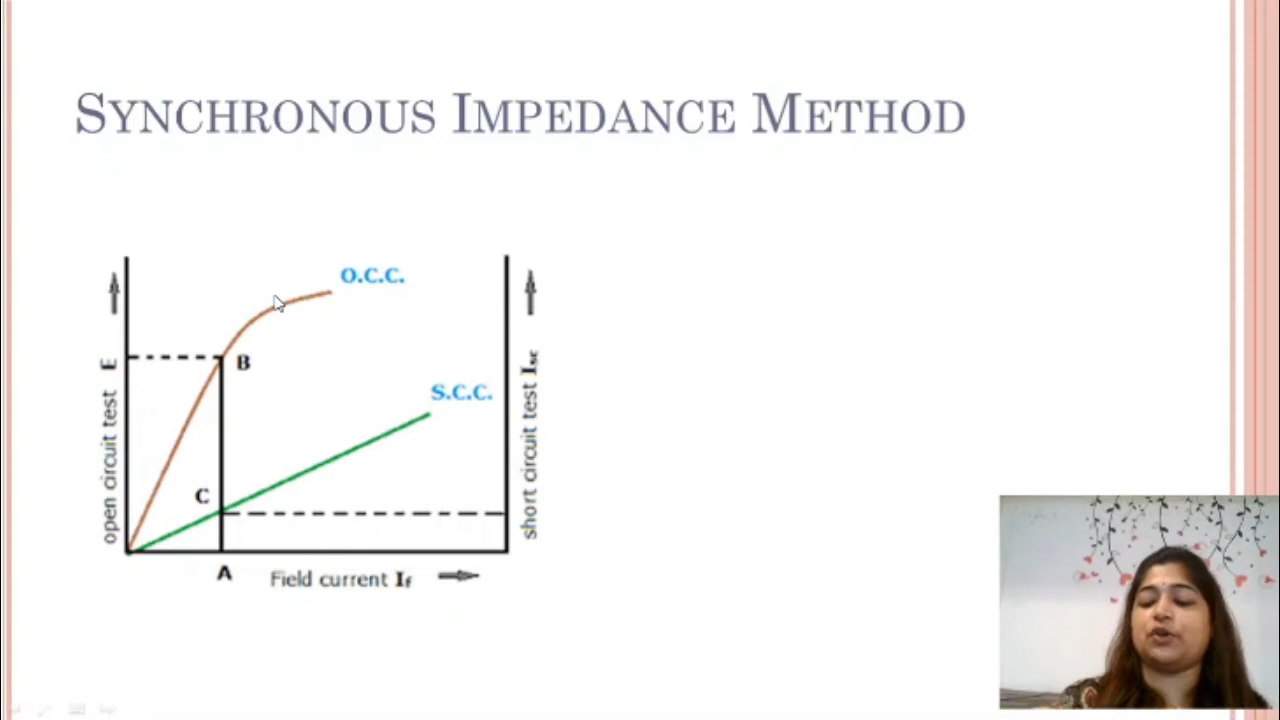 SYNCHRONOUS IMPEDANCE METHOD
O.C.C.
B
S.C.C.
C
A
open circuit test E
short circuit test Isc
Field current If